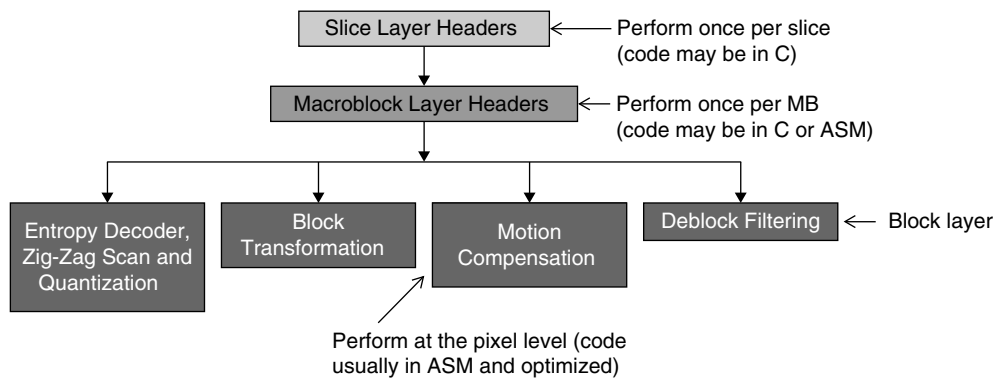 Slice Layer Headers
Perform once per slice
(code may be in C)
Macroblock Layer Headers
Perform once per MB
(code may be in C or ASM)
Entropy Decoder,
Zig-Zag Scan and
Quantization
Block
Transformation
Motion
Compensation
Deblock Filtering
Block layer
Perform at the pixel level (code
usually in ASM and optimized)